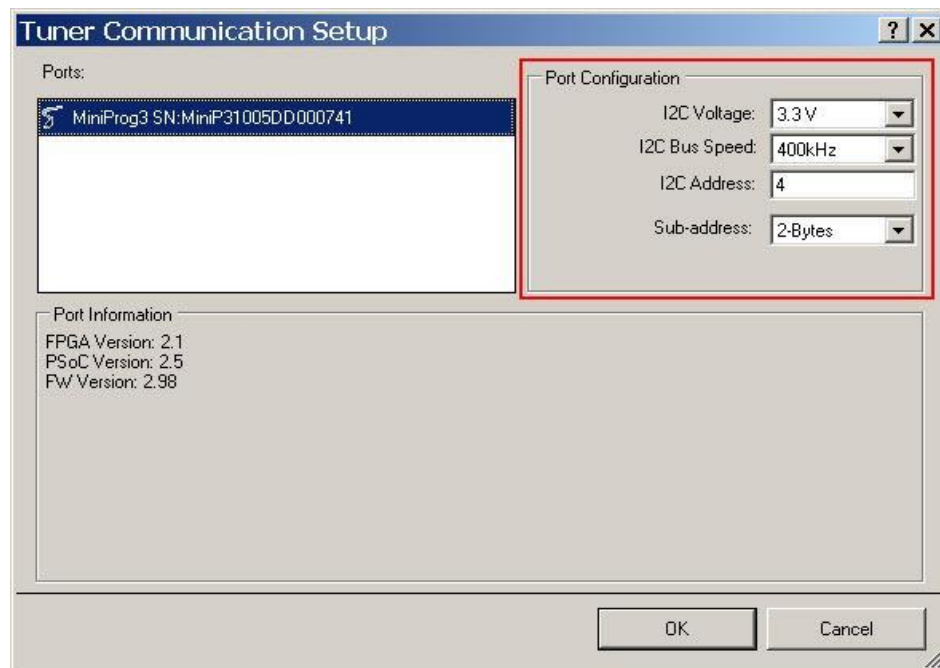 Tuner Communication Setup
Ports:
MiniProg3 SN:MiniP31005DD000741
Port Configuration
I2C Voltage: 3.3 V
I2C Bus Speed: 400kHz
I2C Address: 4
Sub-address: 2-Bytes
Port Information
FPGA Version: 2.1
PSoC Version: 2.5
FW Version: 2.98
OK Cancel